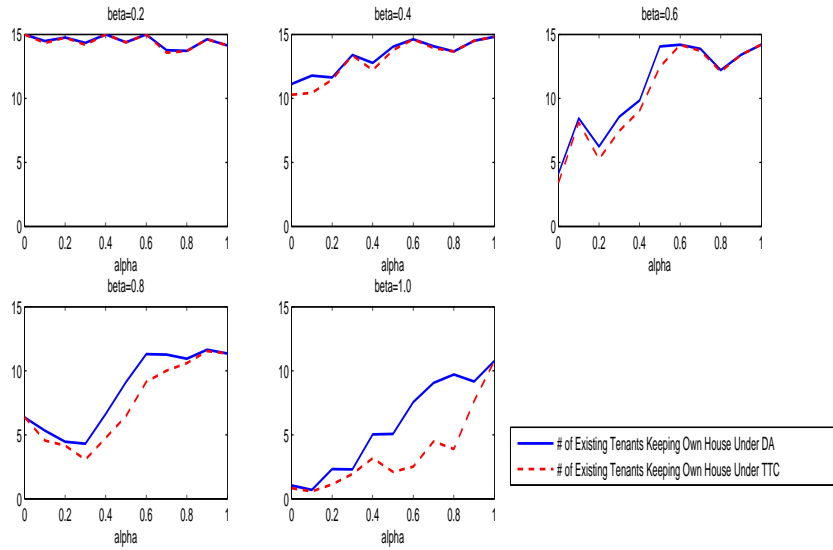 beta=0.2
15
10
5
0
0 0.2 0.4 0.6 0.8 1
alpha
beta=0.4
15
10
5
0
0 0.2 0.4 0.6 0.8 1
alpha
beta=0.6
15
10
5
0
0 0.2 0.4 0.6 0.8 1
alpha
beta=0.8
15
10
5
0
0 0.2 0.4 0.6 0.8 1
alpha
beta=1.0
15
10
5
0
0 0.2 0.4 0.6 0.8 1
alpha
# of Existing Tenants Keeping Own House Under DA
# of Existing Tenants Keeping Own House Under TTC